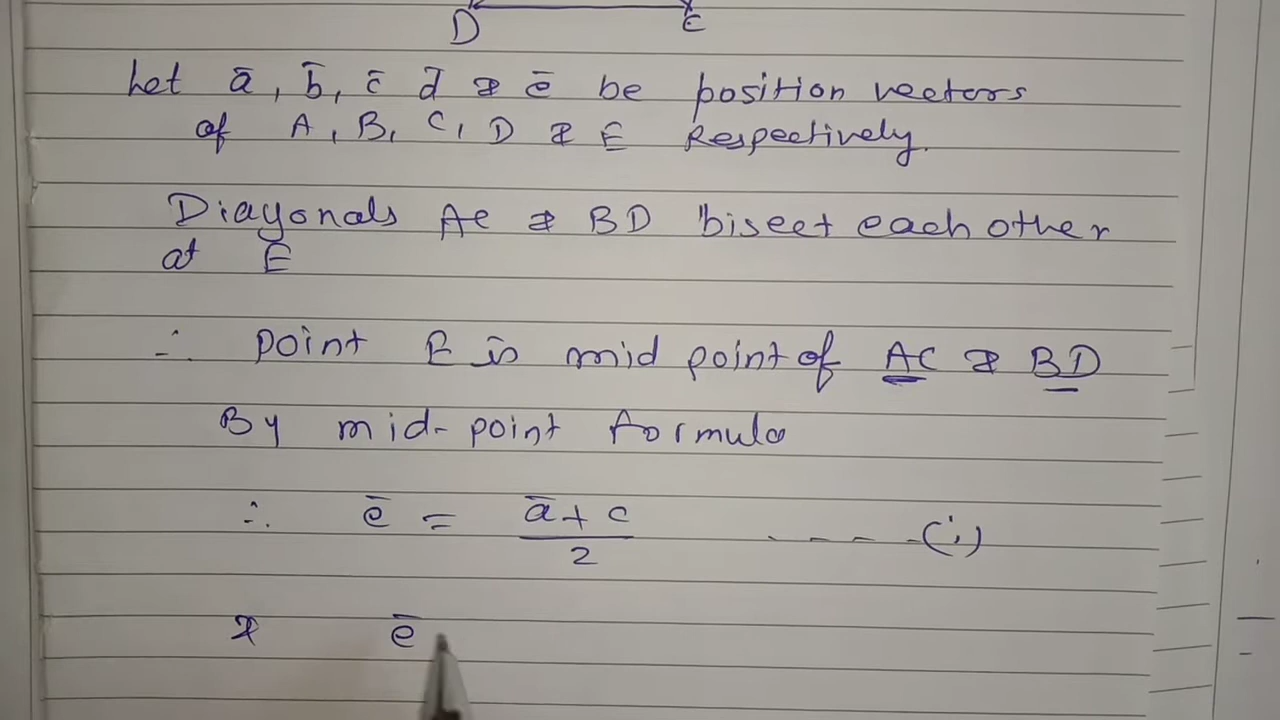 D C
Let ā, b̄, c̄ d̄ & ē be position vectors
of A, B, C, D & E Respectively.
Diagonals AC & BD bisect each other
at E
∴ point E is mid point of AC & BD
By mid-point formula
∴ ē = ā + c / 2 - - - - (i)
& ē